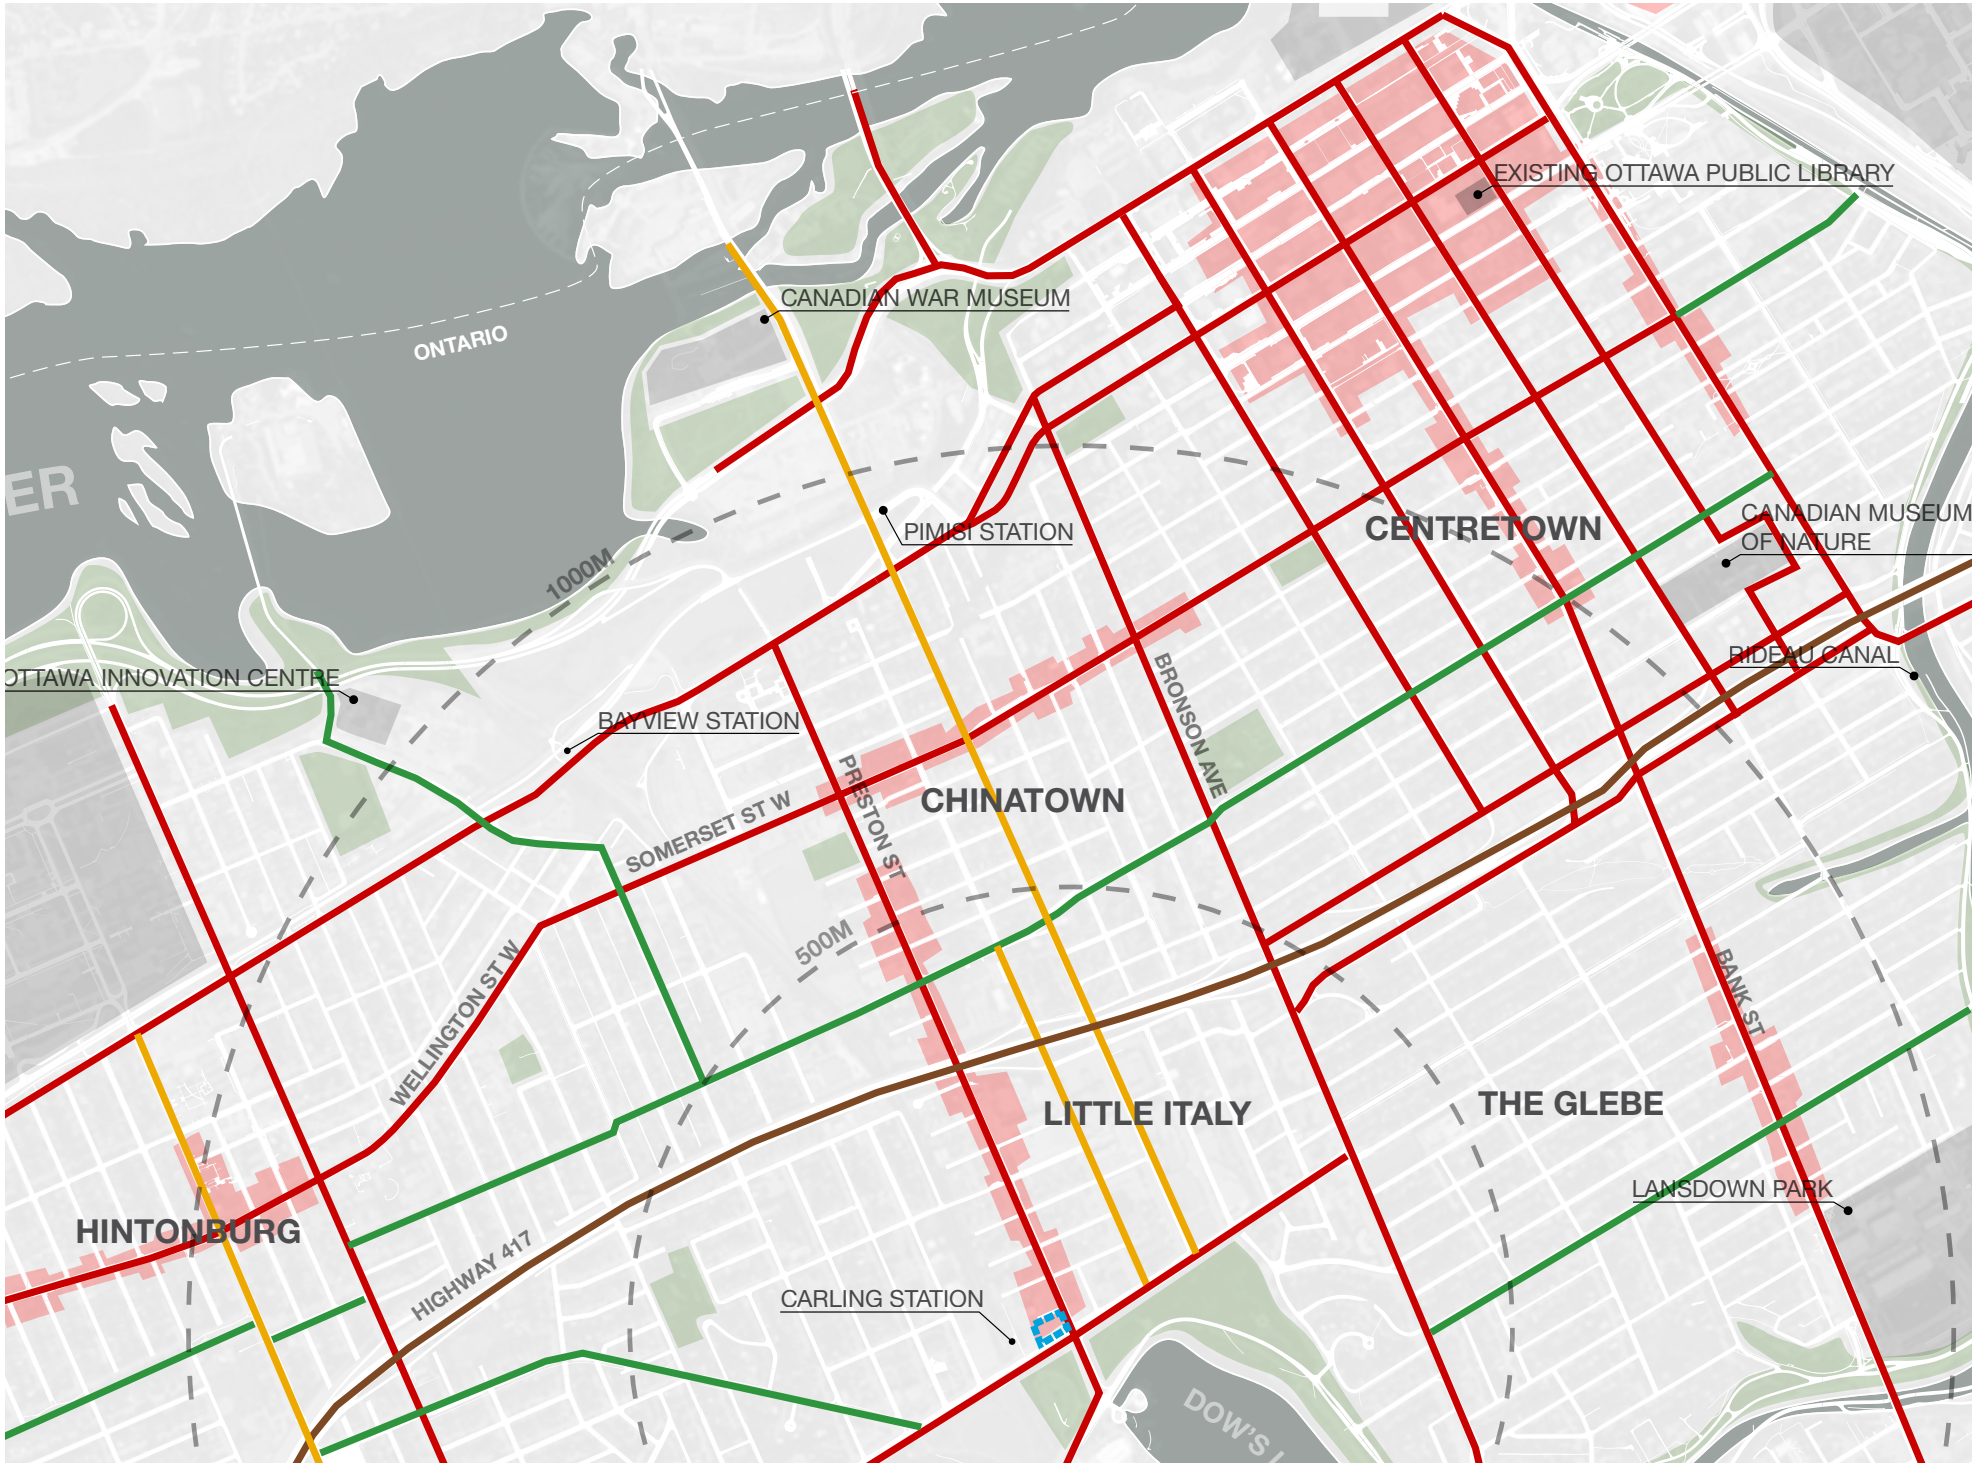 EXISTING OTTAWA PUBLIC LIBRARY
CANADIAN WAR MUSEUM
ONTARIO
ER
PIMISI STATION
CENTRETOWN
CANADIAN MUSEUM
OF NATURE
1000M
OTTAWA INNOVATION CENTRE
BAYVIEW STATION
BRONSON AVE
RIDEAU CANAL
PRESTON ST
SOMERSET ST W
CHINATOWN
500M
WELLINGTON ST W
BANK ST
LITTLE ITALY
THE GLEBE
LANSDOWN PARK
HINTONBURG
HIGHWAY 417
CARLING STATION
DOW'S